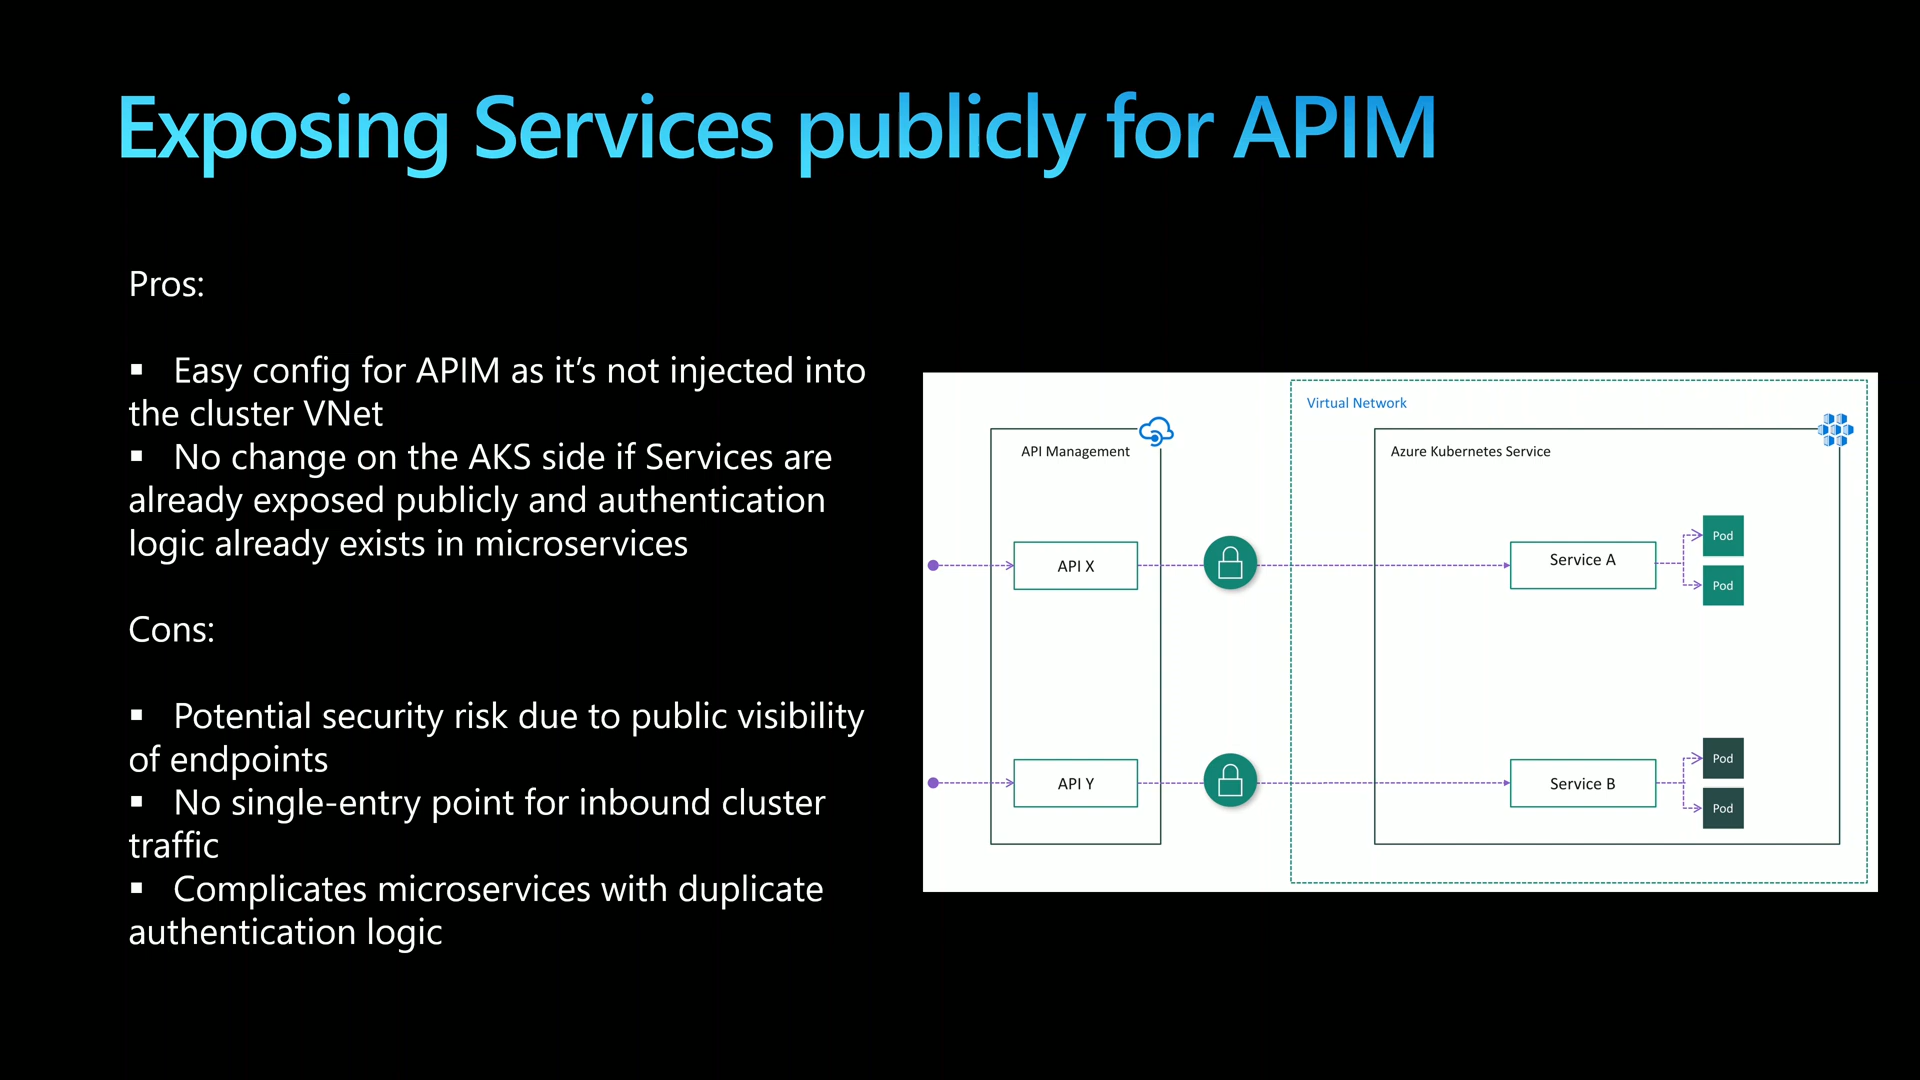 Exposing Services publicly for APIM
Pros:
▪ Easy config for APIM as it’s not injected into
the cluster VNet
▪ No change on the AKS side if Services are
already exposed publicly and authentication
logic already exists in microservices
Cons:
▪ Potential security risk due to public visibility
of endpoints
▪ No single-entry point for inbound cluster
traffic
▪ Complicates microservices with duplicate
authentication logic
Virtual Network
API Management
Azure Kubernetes Service
API X
Service A
Pod
Pod
API Y
Service B
Pod
Pod